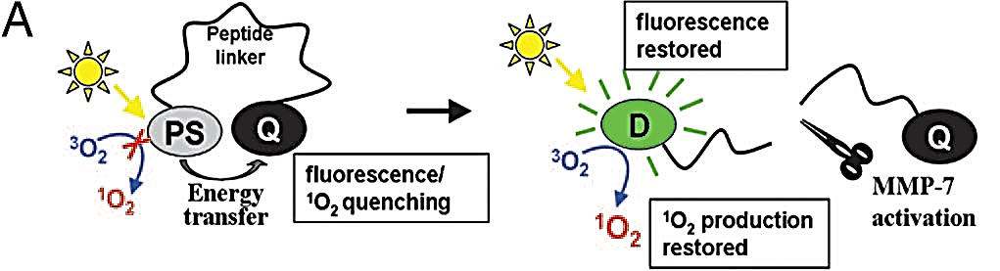 A
Peptide
linker
PS
Q
³O₂
¹O₂
Energy
transfer
fluorescence/
¹O₂ quenching
fluorescence
restored
D
³O₂
¹O₂
¹O₂ production
restored
Q
MMP-7
activation